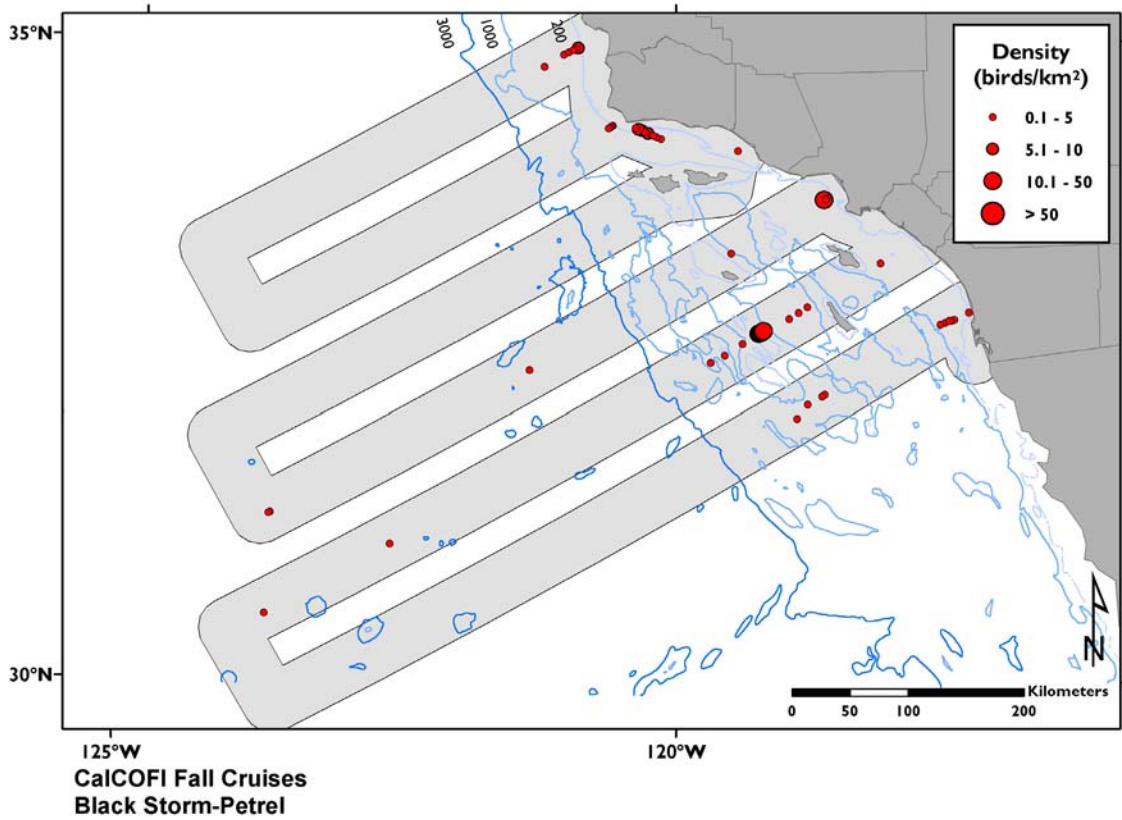 35°N
3000
1000
200
Density
(birds/km²)
0.1 - 5
5.1 - 10
10.1 - 50
> 50
N
30°N
Kilometers
0 50 100 200
125°W
120°W
CalCOFI Fall Cruises
Black Storm-Petrel